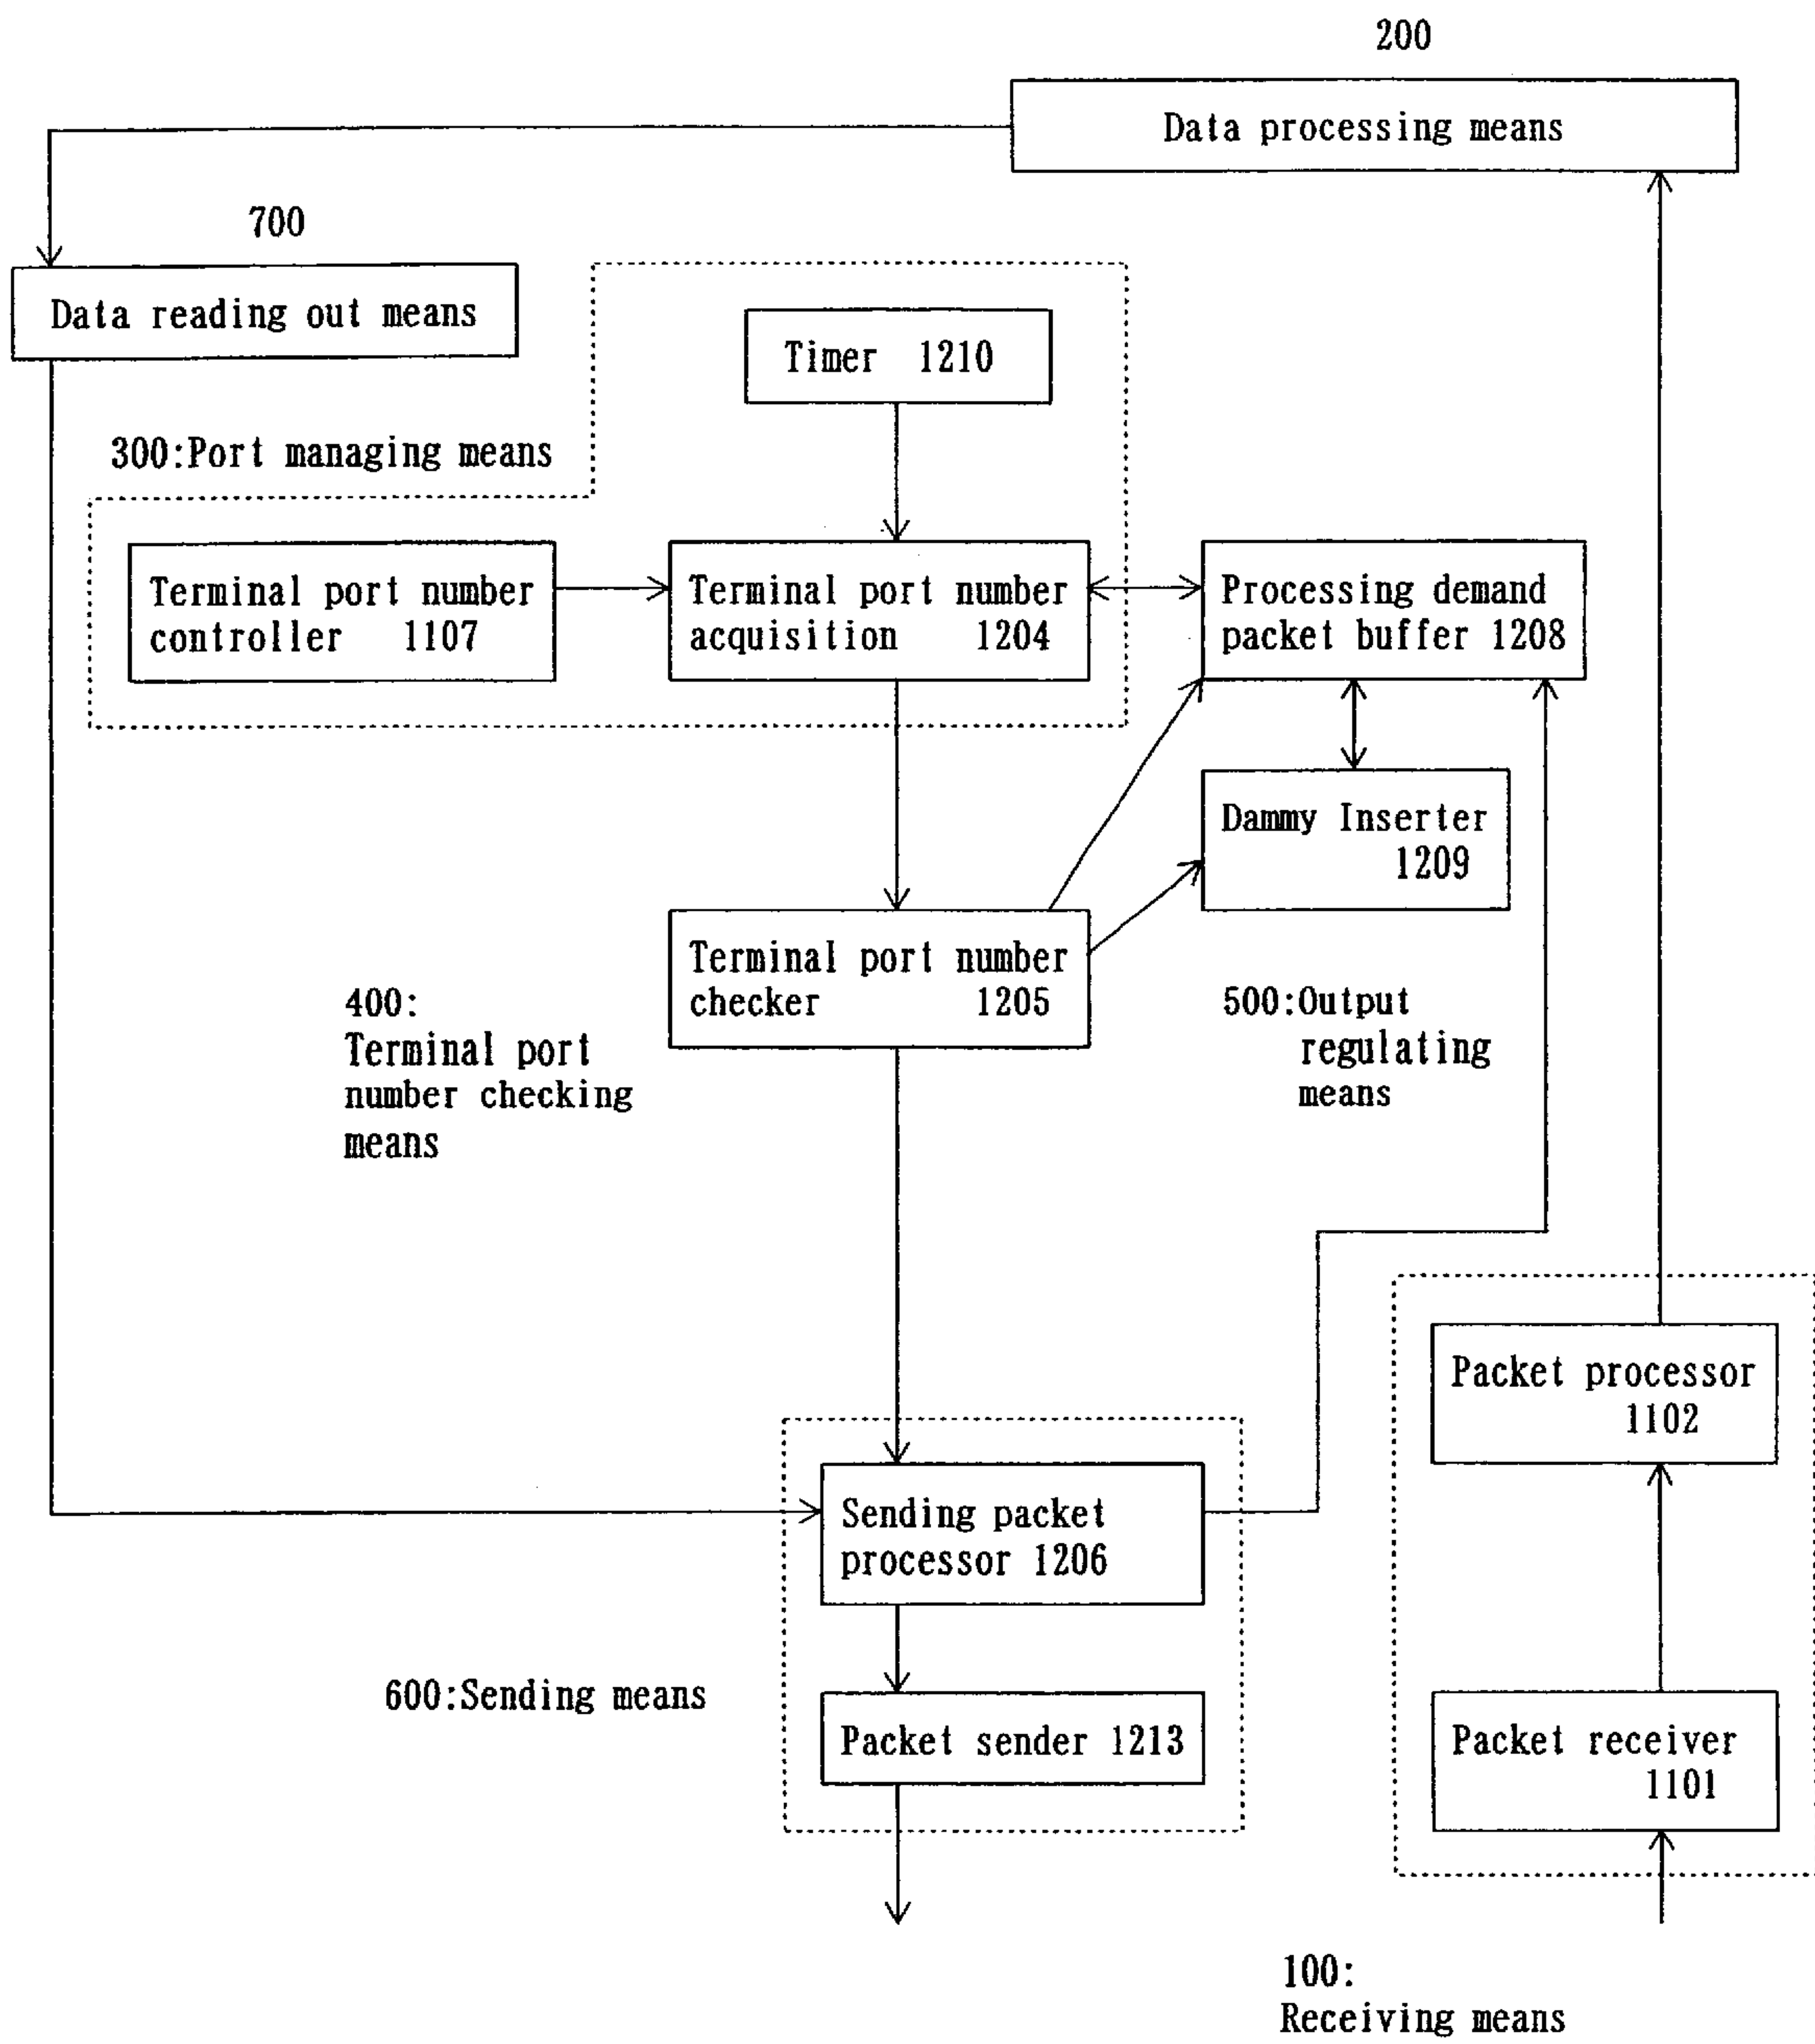 200
Data processing means
700
Data reading out means
Timer 1210
300:Port managing means
Terminal port number
controller 1107
Terminal port number
acquisition 1204
Processing demand
packet buffer 1208
Dammy Inserter
1209
Terminal port number
checker 1205
400:
Terminal port
number checking
means
500:Output
regulating
means
Packet processor
1102
Sending packet
processor 1206
600:Sending means
Packet sender 1213
Packet receiver
1101
100:
Receiving means